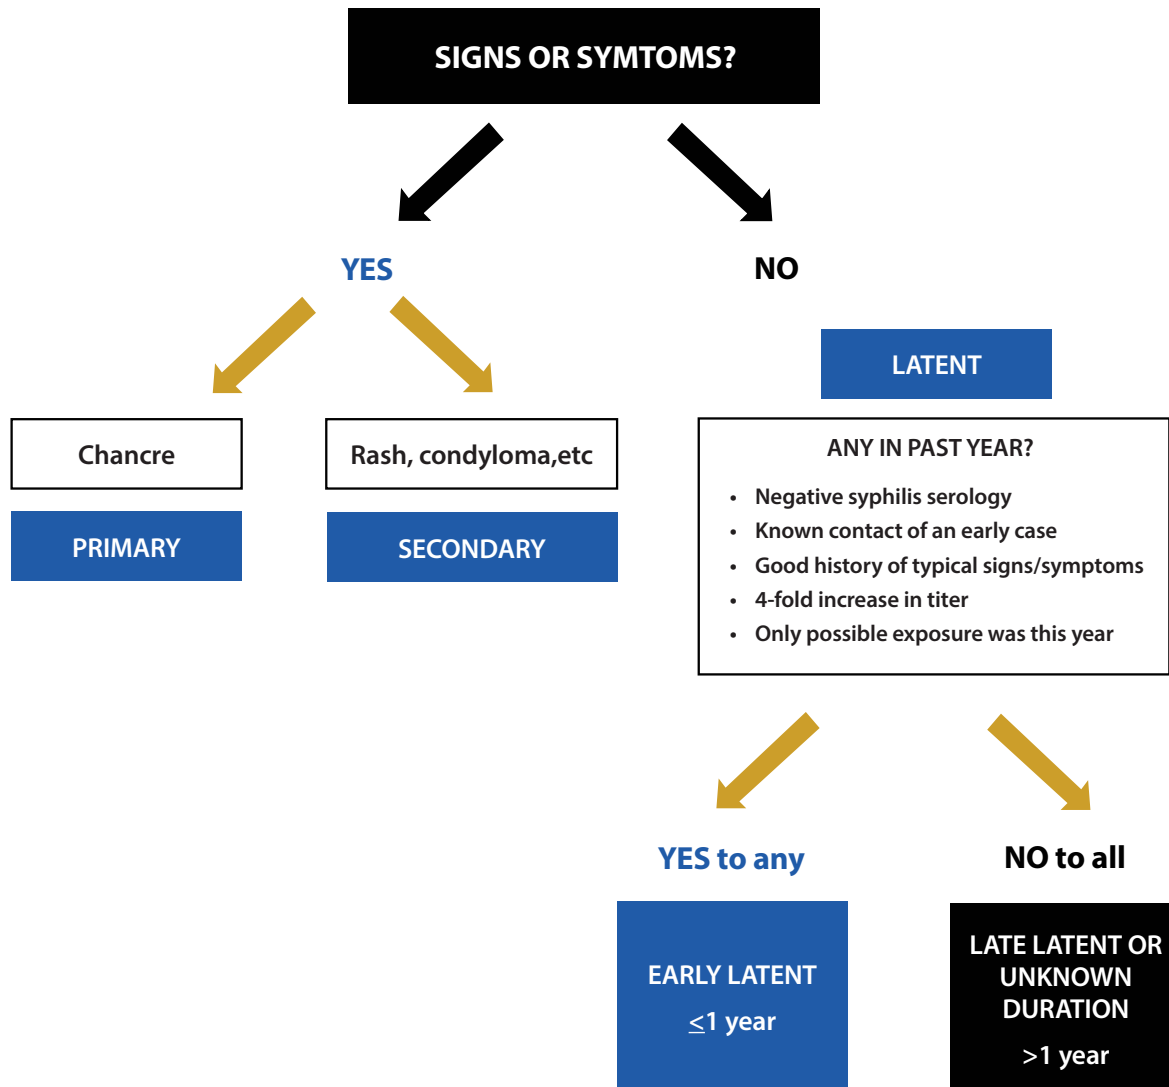 SIGNS OR SYMTOMS?
YES
NO
Chancre
PRIMARY
Rash, condyloma,etc
SECONDARY
LATENT
ANY IN PAST YEAR?
• Negative syphilis serology
• Known contact of an early case
• Good history of typical signs/symptoms
• 4-fold increase in titer
• Only possible exposure was this year
YES to any
EARLY LATENT
≤1 year
NO to all
LATE LATENT OR
UNKNOWN
DURATION
>1 year